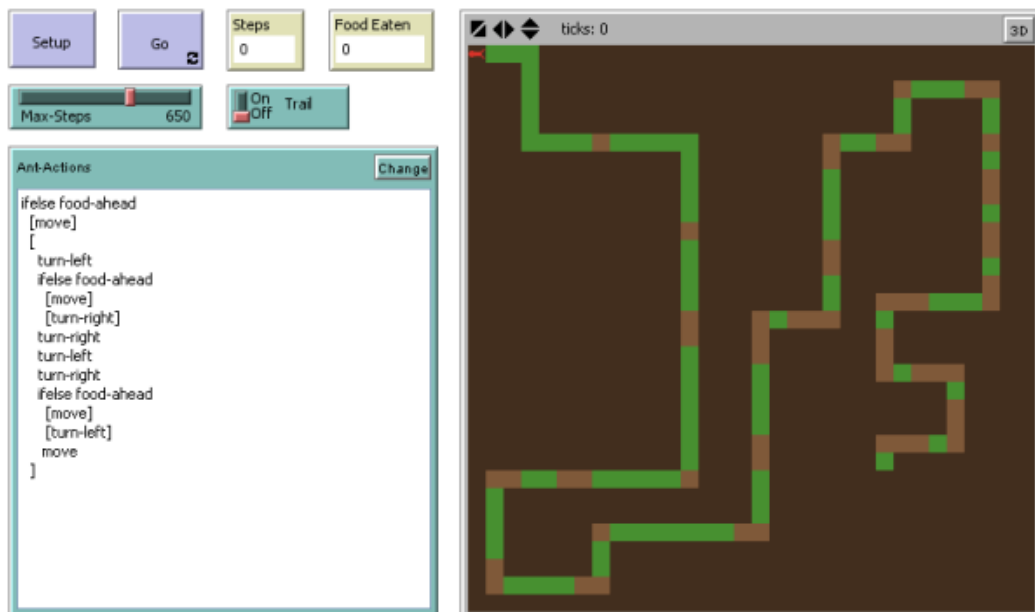 Setup
Go
Steps
0
Food Eaten
0
Max-Steps 650
On
Off
Trail
Ant-Actions
Change
ifelse food-ahead
[move]
[
turn-left
ifelse food-ahead
[move]
[turn-right]
turn-right
turn-left
turn-right
ifelse food-ahead
[move]
[turn-left]
move
]
ticks: 0
3D